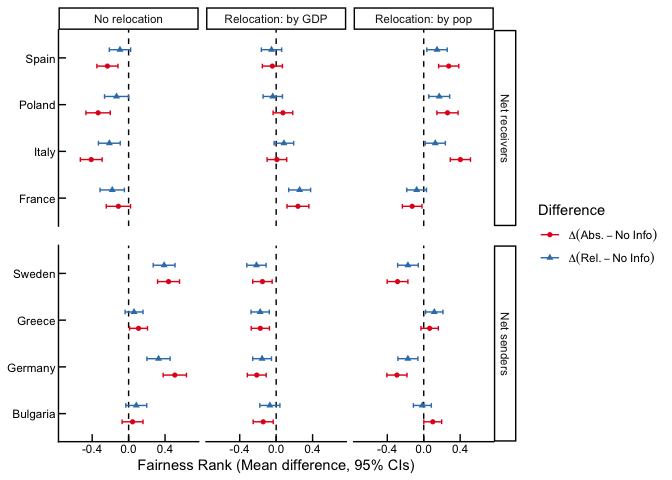 No relocation
Relocation: by GDP
Relocation: by pop
Spain
Poland
Italy
France
Net receivers
Sweden
Greece
Germany
Bulgaria
Net senders
-0.4 0.0 0.4
-0.4 0.0 0.4
-0.4 0.0 0.4
Fairness Rank (Mean difference, 95% CIs)
Difference
Δ(Abs. − No Info)
Δ(Rel. − No Info)